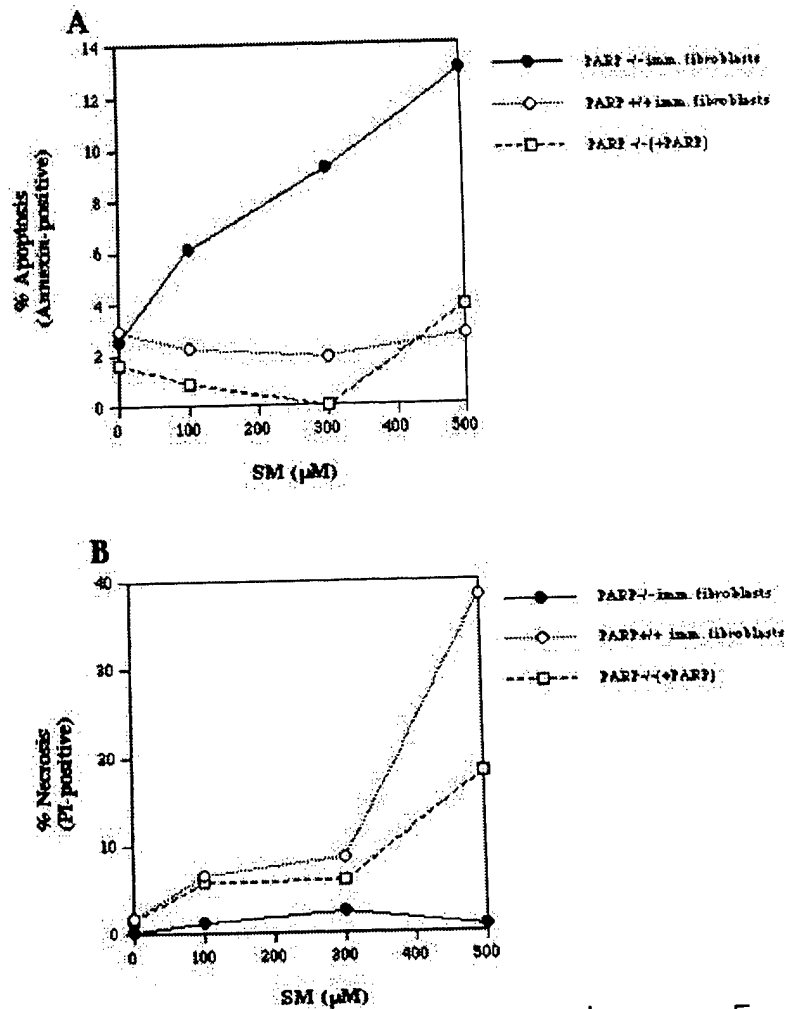 A
14
12
10
8
6
4
2
0
% Apoptosis
(Annexin-positive)
0 100 200 300 400 500
SM (µM)
PARP -/- imm. fibroblasts
PARP +/+ imm. fibroblasts
PARP -/-(+PARP)
B
40
30
20
10
0
% Necrosis
(PI-positive)
0 100 200 300 400 500
SM (µM)
PARP-/- imm. fibroblasts
PARP+/+ imm. fibroblasts
PARP-/-(+PARP)